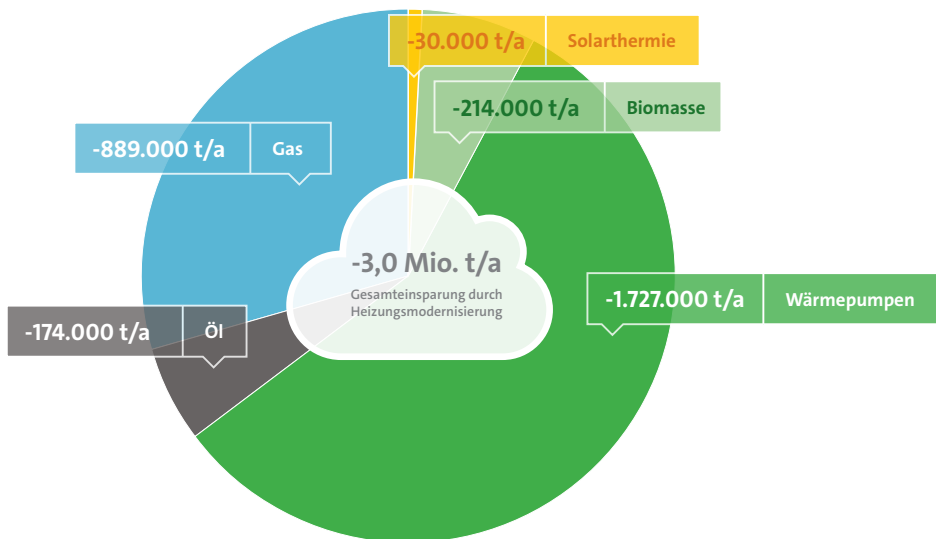 -30.000 t/a Solarthermie
-214.000 t/a Biomasse
-889.000 t/a Gas
-3,0 Mio. t/a
Gesamteinsparung durch
Heizungsmodernisierung
-1.727.000 t/a Wärmepumpen
-174.000 t/a Öl